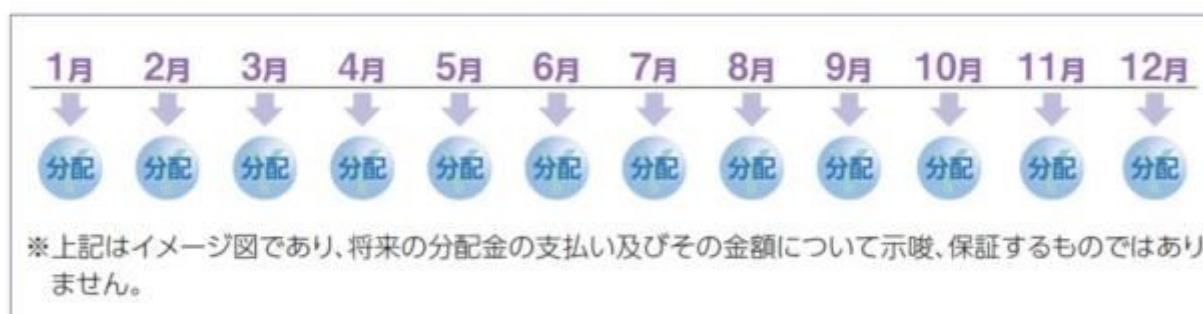 1月 2月 3月 4月 5月 6月 7月 8月 9月 10月 11月 12月
分配 分配 分配 分配 分配 分配 分配 分配 分配 分配 分配 分配
※上記はイメージ図であり、将来の分配金の支払い及びその金額について示唆、保証するものではあり
ません。